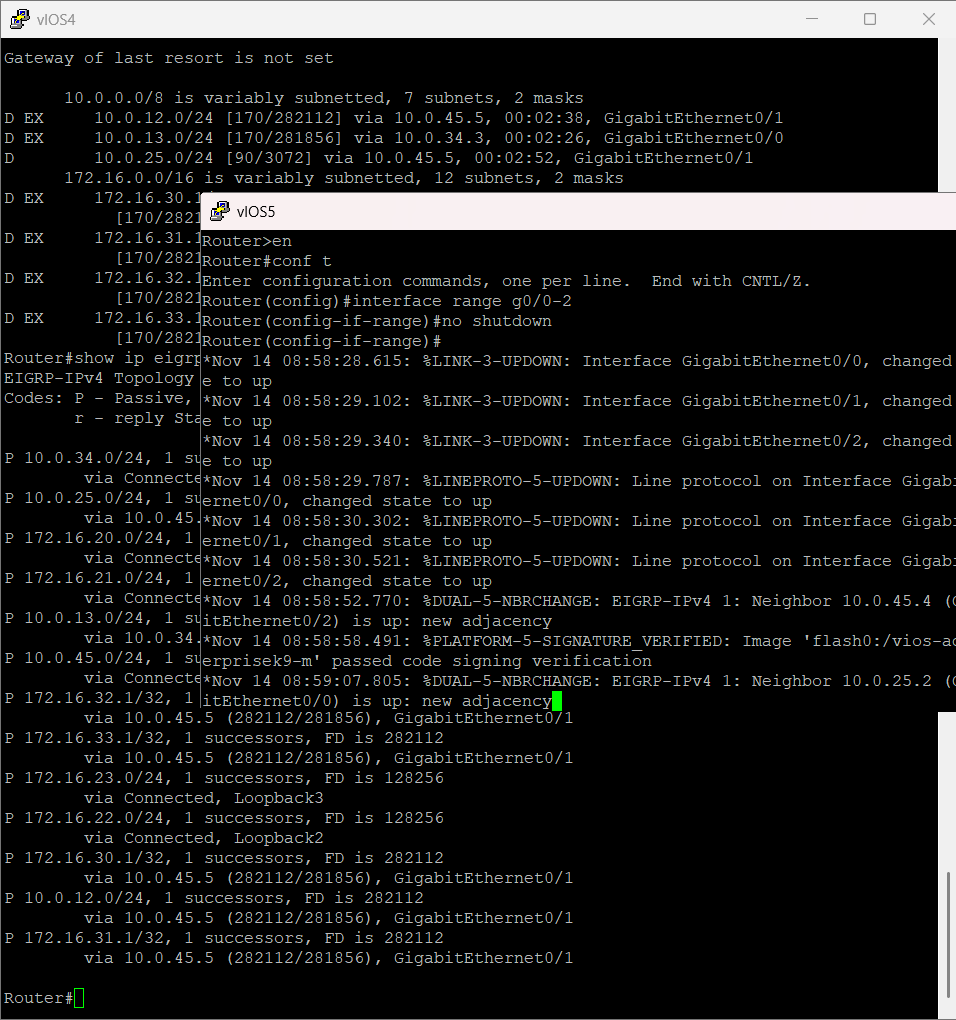 vIOS4
Gateway of last resort is not set
10.0.0.0/8 is variably subnetted, 7 subnets, 2 masks
D EX 10.0.12.0/24 [170/282112] via 10.0.45.5, 00:02:38, GigabitEthernet0/1
D EX 10.0.13.0/24 [170/281856] via 10.0.34.3, 00:02:26, GigabitEthernet0/0
D 10.0.25.0/24 [90/3072] via 10.0.45.5, 00:02:52, GigabitEthernet0/1
172.16.0.0/16 is variably subnetted, 12 subnets, 2 masks
D EX 172.16.30.1
[170/2821
D EX 172.16.31.1
[170/2821
D EX 172.16.32.1
[170/2821
D EX 172.16.33.1
[170/2821
Router#show ip eigrp
EIGRP-IPv4 Topology
Codes: P - Passive,
r - reply Sta
P 10.0.34.0/24, 1 su
via Connecte
P 10.0.25.0/24, 1 su
via 10.0.45.
P 172.16.20.0/24, 1
via Connecte
P 172.16.21.0/24, 1
via Connecte
P 10.0.13.0/24, 1 su
via 10.0.34.
P 10.0.45.0/24, 1 su
via Connecte
P 172.16.32.1/32, 1
via 10.0.45.5 (282112/281856), GigabitEthernet0/1
P 172.16.33.1/32, 1 successors, FD is 282112
via 10.0.45.5 (282112/281856), GigabitEthernet0/1
P 172.16.23.0/24, 1 successors, FD is 128256
via Connected, Loopback3
P 172.16.22.0/24, 1 successors, FD is 128256
via Connected, Loopback2
P 172.16.30.1/32, 1 successors, FD is 282112
via 10.0.45.5 (282112/281856), GigabitEthernet0/1
P 10.0.12.0/24, 1 successors, FD is 282112
via 10.0.45.5 (282112/281856), GigabitEthernet0/1
P 172.16.31.1/32, 1 successors, FD is 282112
via 10.0.45.5 (282112/281856), GigabitEthernet0/1
Router#
vIOS5
Router>en
Router#conf t
Enter configuration commands, one per line. End with CNTL/Z.
Router(config)#interface range g0/0-2
Router(config-if-range)#no shutdown
Router(config-if-range)#
*Nov 14 08:58:28.615: %LINK-3-UPDOWN: Interface GigabitEthernet0/0, changed
e to up
*Nov 14 08:58:29.102: %LINK-3-UPDOWN: Interface GigabitEthernet0/1, changed
e to up
*Nov 14 08:58:29.340: %LINK-3-UPDOWN: Interface GigabitEthernet0/2, changed
e to up
*Nov 14 08:58:29.787: %LINEPROTO-5-UPDOWN: Line protocol on Interface Gigabi
ernet0/0, changed state to up
*Nov 14 08:58:30.302: %LINEPROTO-5-UPDOWN: Line protocol on Interface Gigabi
ernet0/1, changed state to up
*Nov 14 08:58:30.521: %LINEPROTO-5-UPDOWN: Line protocol on Interface Gigabi
ernet0/2, changed state to up
*Nov 14 08:58:52.770: %DUAL-5-NBRCHANGE: EIGRP-IPv4 1: Neighbor 10.0.45.4 (G
itEthernet0/2) is up: new adjacency
*Nov 14 08:58:58.491: %PLATFORM-5-SIGNATURE_VERIFIED: Image 'flash0:/vios-ad
erprisek9-m' passed code signing verification
*Nov 14 08:59:07.805: %DUAL-5-NBRCHANGE: EIGRP-IPv4 1: Neighbor 10.0.25.2 (G
itEthernet0/0) is up: new adjacency